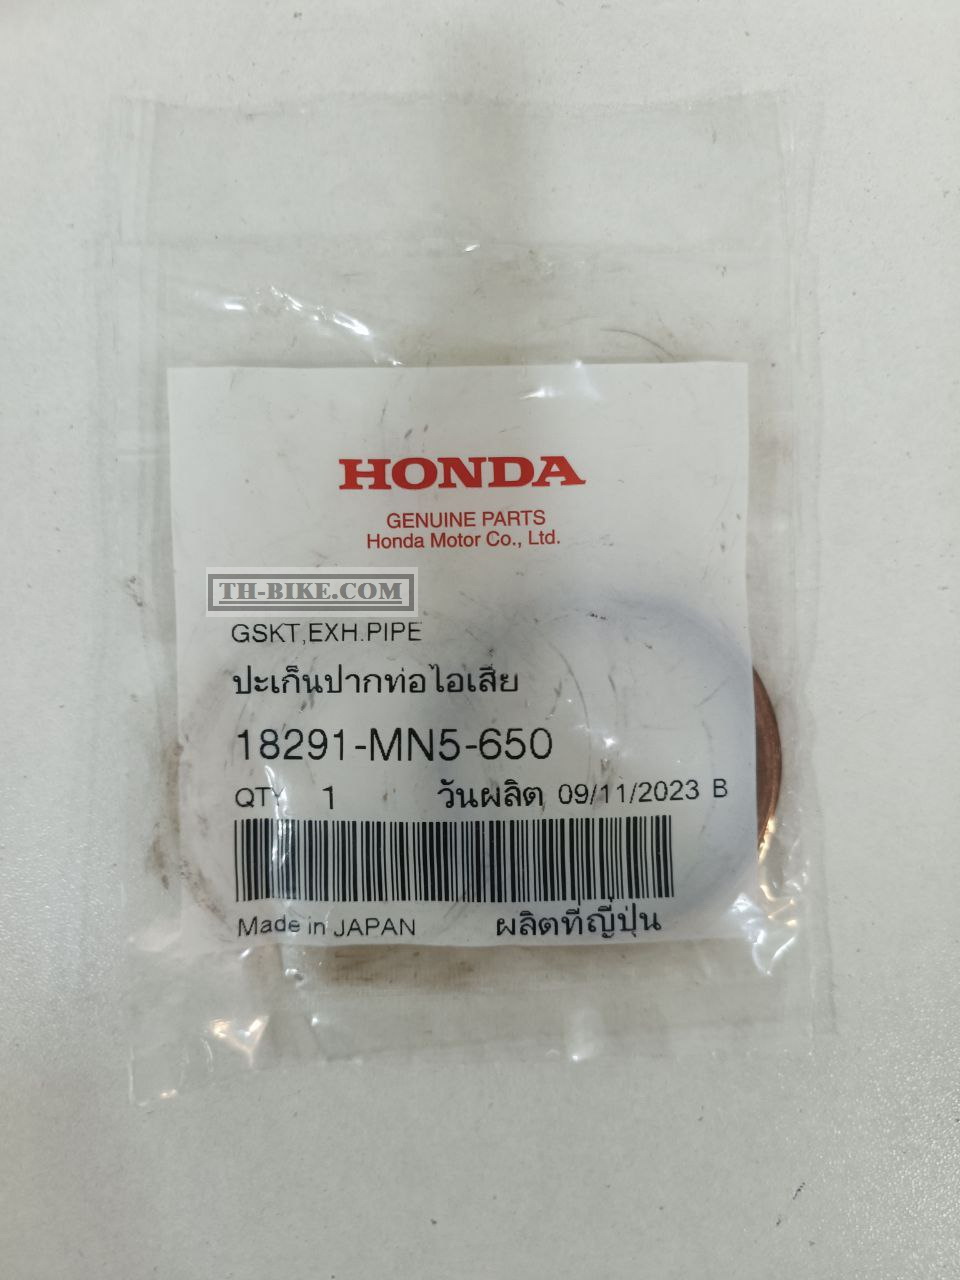 HONDA
GENUINE PARTS
Honda Motor Co., Ltd.
TH-BIKE.COM
GSKT,EXH.PIPE
ปะเก็นปากท่อไอเสีย
18291-MN5-650
QTY 1 วันผลิต 09/11/2023 B
Made in JAPAN ผลิตที่ญี่ปุ่น